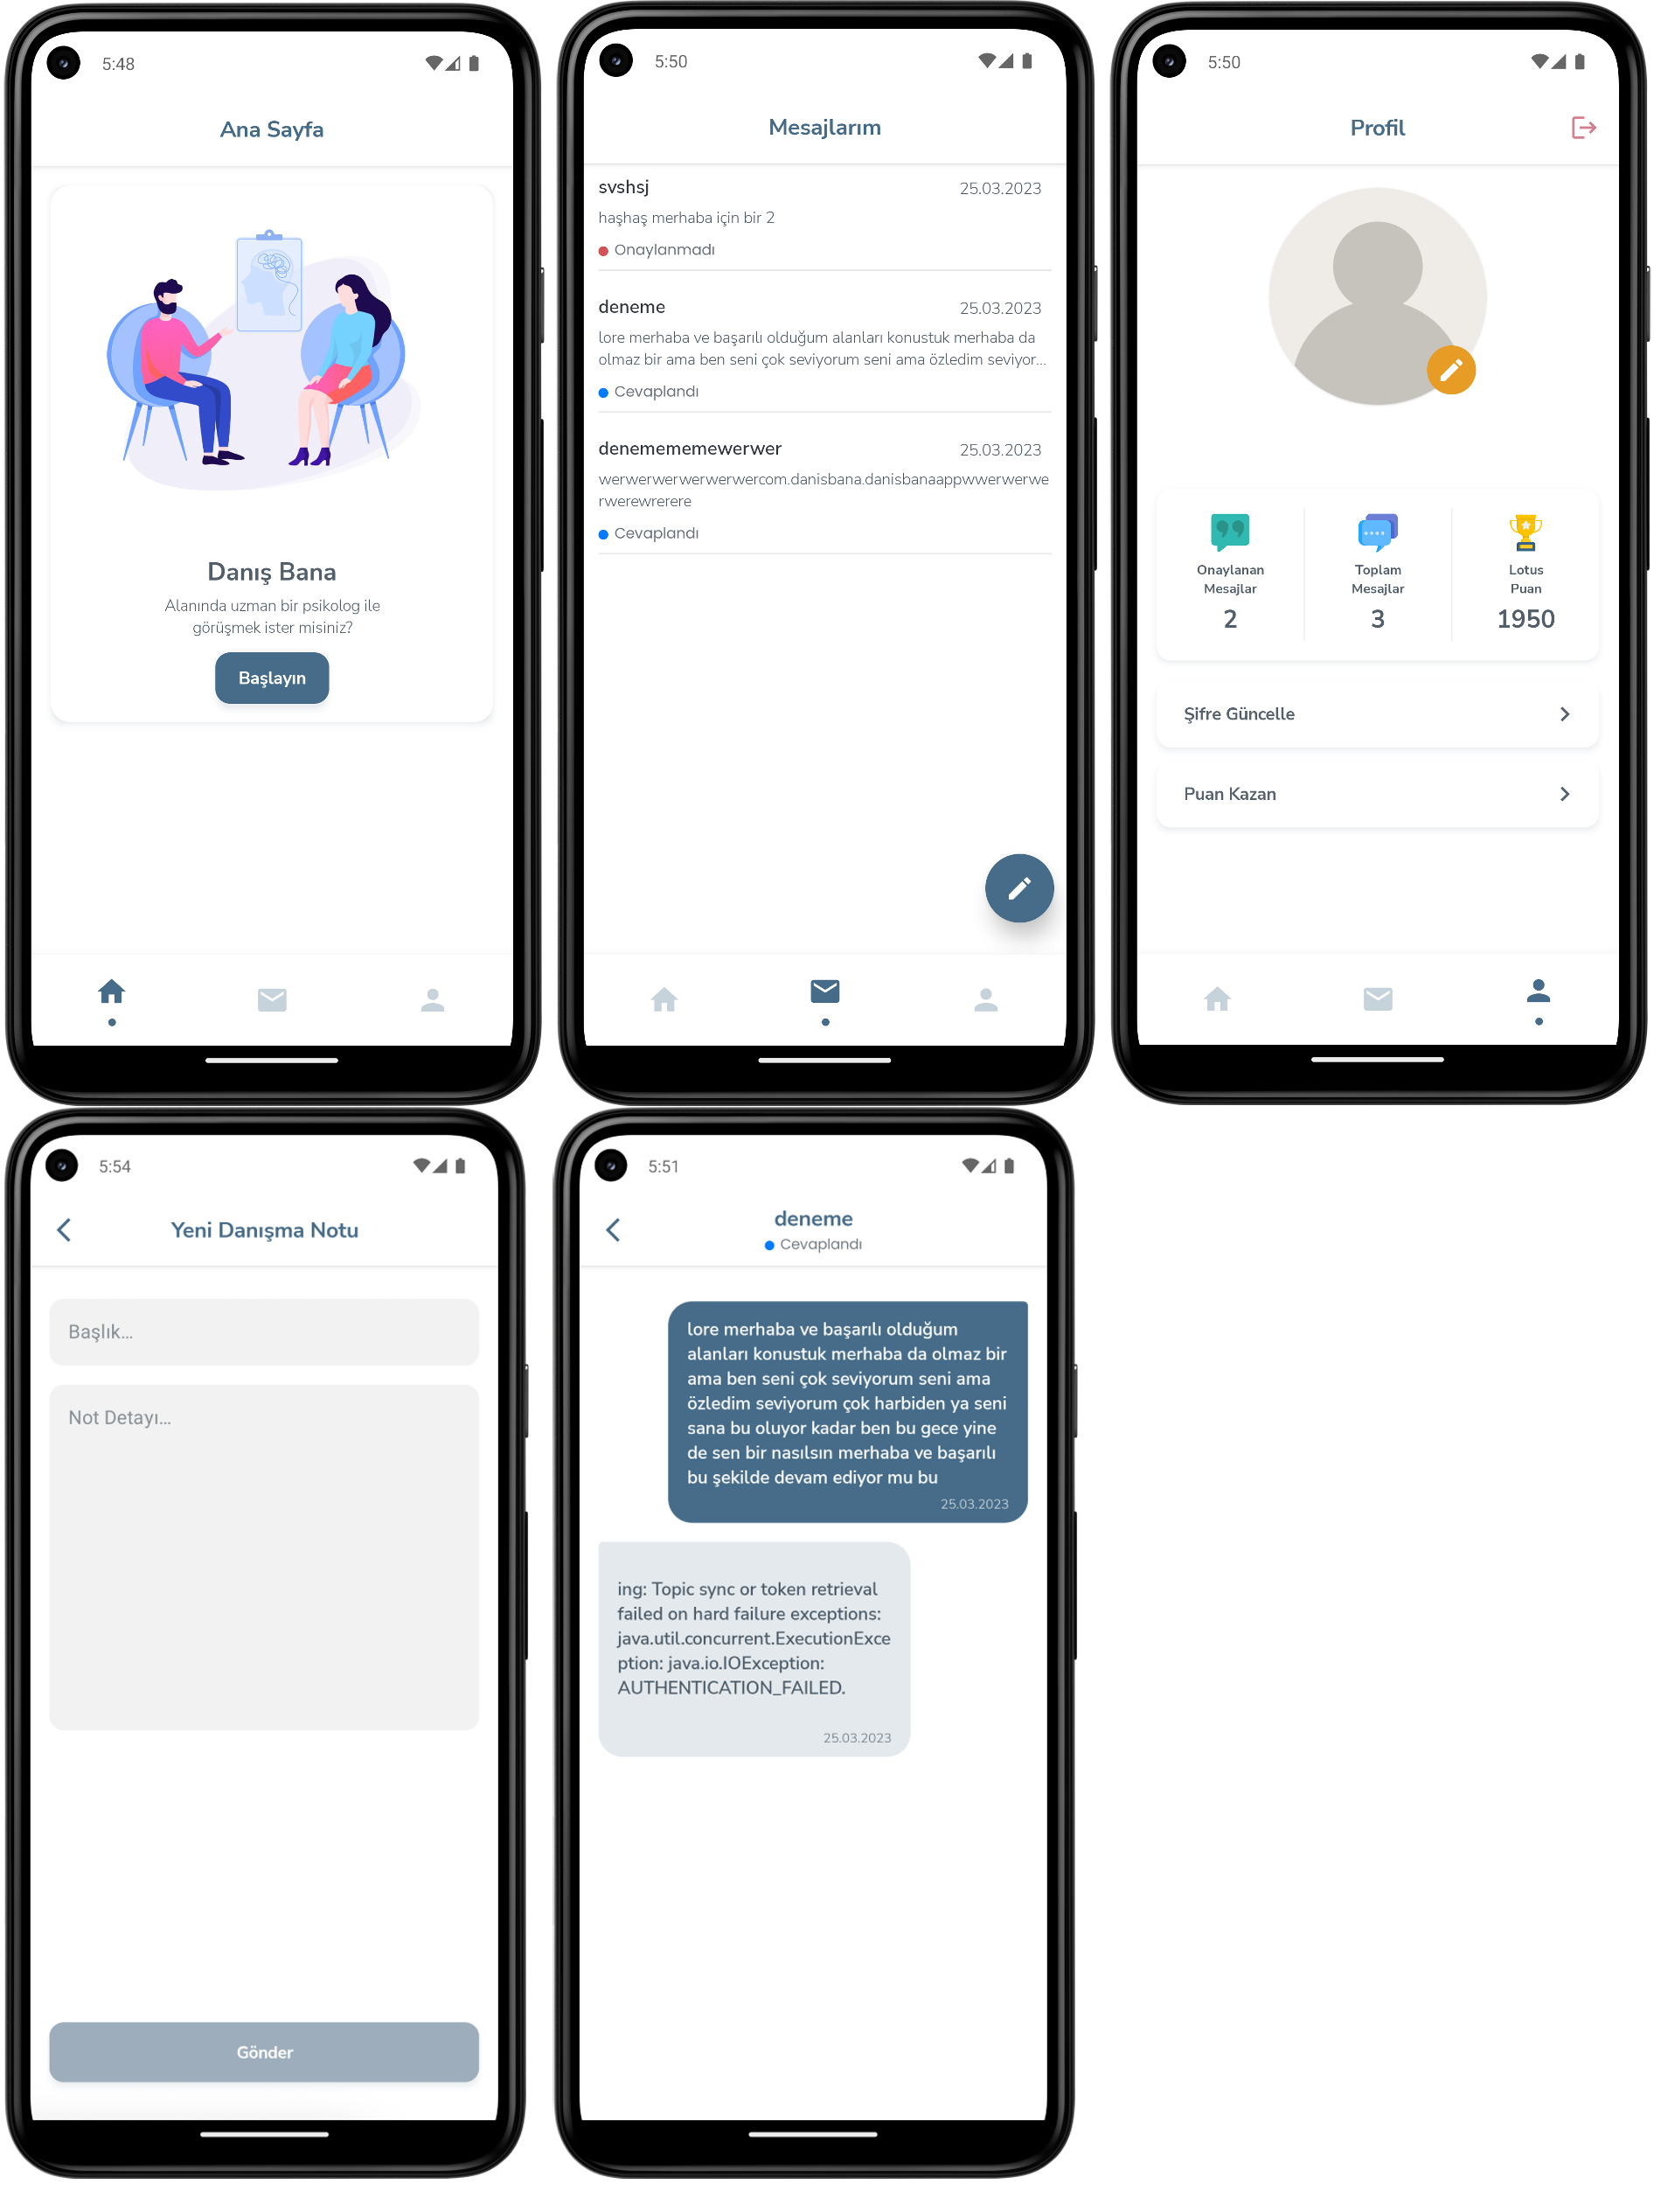 5:48
Ana Sayfa
Danış Bana
Alanında uzman bir psikolog ile
görüşmek ister misiniz?
Başlayın
5:50
Mesajlarım
svshsj
25.03.2023
haşhaş merhaba için bir 2
Onaylanmadı
deneme
25.03.2023
lore merhaba ve başarılı olduğum alanları konustuk merhaba da
olmaz bir ama ben seni çok seviyorum seni ama özledim seviyor...
Cevaplandı
denemememewerwer
25.03.2023
werwerwerwerwerwercom.danisbana.danisbanaappwwerwerwe
rwerewrerere
Cevaplandı
5:50
Profil
Onaylanan
Mesajlar
2
Toplam
Mesajlar
3
Lotus
Puan
1950
Şifre Güncelle
Puan Kazan
5:54
Yeni Danışma Notu
Başlık...
Not Detayı...
Gönder
5:51
deneme
Cevaplandı
lore merhaba ve başarılı olduğum
alanları konustuk merhaba da olmaz bir
ama ben seni çok seviyorum seni ama
özledim seviyorum çok harbiden ya seni
sana bu oluyor kadar ben bu gece yine
de sen bir nasılsın merhaba ve başarılı
bu şekilde devam ediyor mu bu
25.03.2023
ing: Topic sync or token retrieval
failed on hard failure exceptions:
java.util.concurrent.ExecutionExce
ption: java.io.IOException:
AUTHENTICATION_FAILED.
25.03.2023